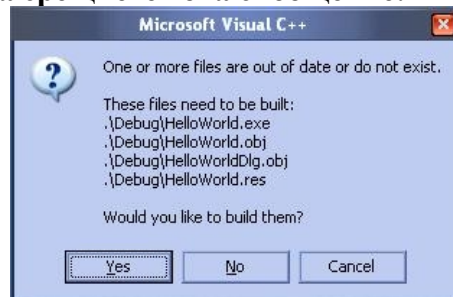 Microsoft Visual C++
One or more files are out of date or do not exist.
These files need to be built:
.\Debug\HelloWorld.exe
.\Debug\HelloWorld.obj
.\Debug\HelloWorldDlg.obj
.\Debug\HelloWorld.res
Would you like to build them?
Yes No Cancel